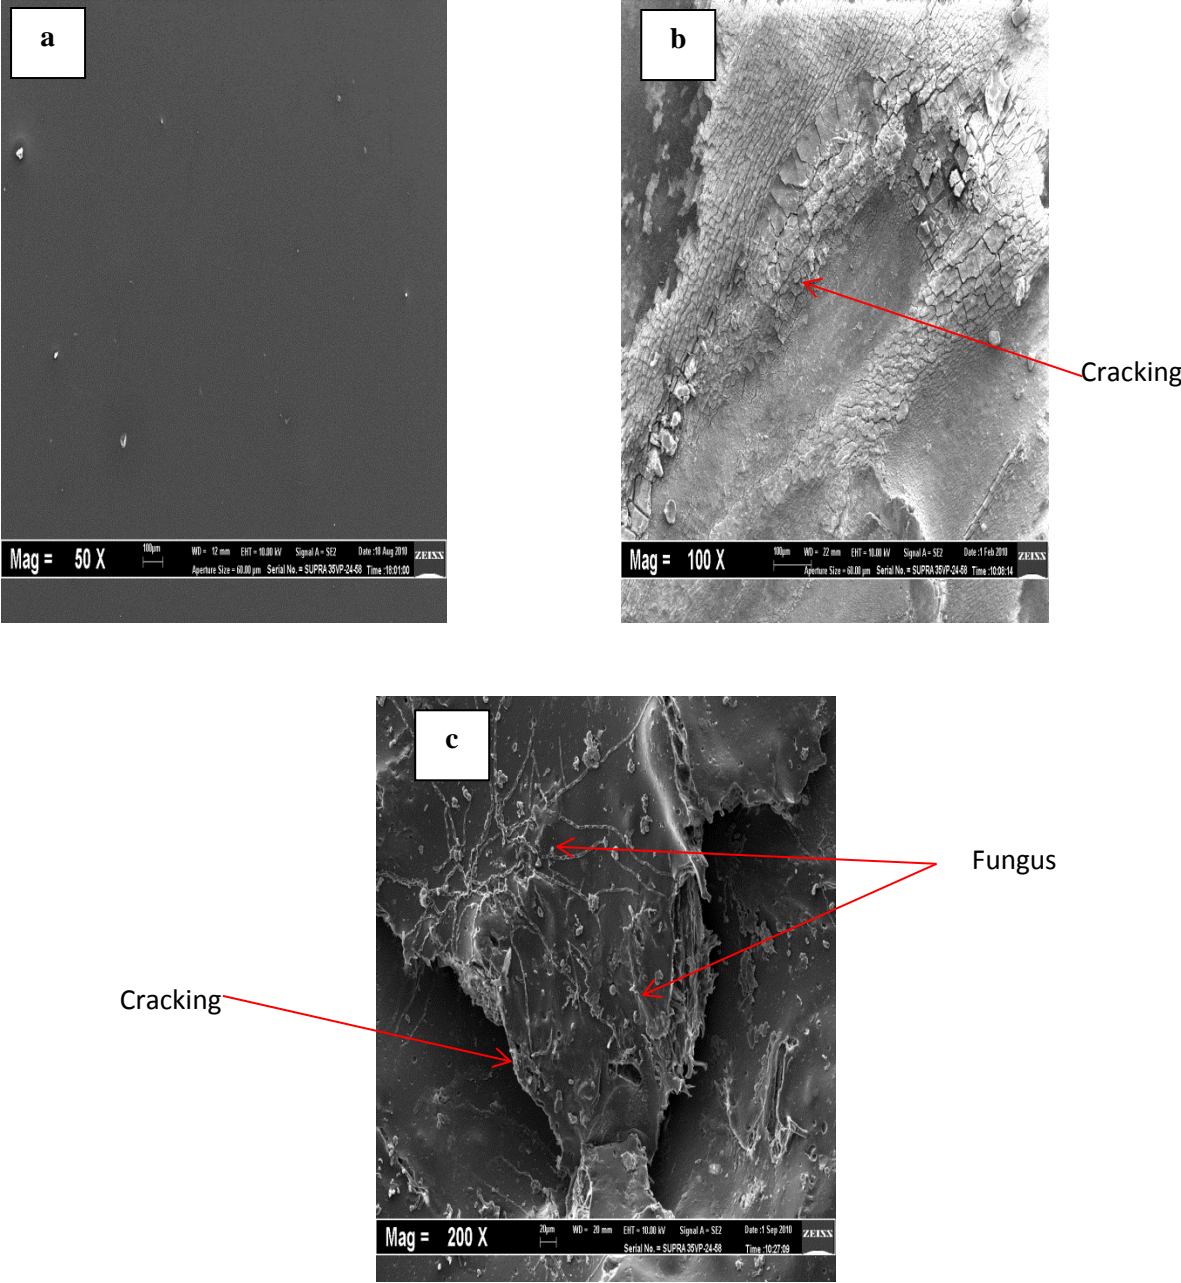 a
Mag = 50 X 100µm WD = 12 mm EHT = 10.00 kV Signal A = SE2 Date :18 Aug 2010 ZEISS
Aperture Size = 60.00 µm Serial No. = SUPRA 35VP-24-58 Time :18:01:00
b
Cracking
Mag = 100 X 100µm WD = 22 mm EHT = 10.00 kV Signal A = SE2 Date :1 Feb 2010 ZEISS
Aperture Size = 60.00 µm Serial No. = SUPRA 35VP-24-58 Time :10:08:14
c
Fungus
Cracking
Mag = 200 X 20µm WD = 20 mm EHT = 10.00 kV Signal A = SE2 Date :1 Sep 2010 ZEISS
Serial No. = SUPRA 35VP-24-58 Time :10:27:09